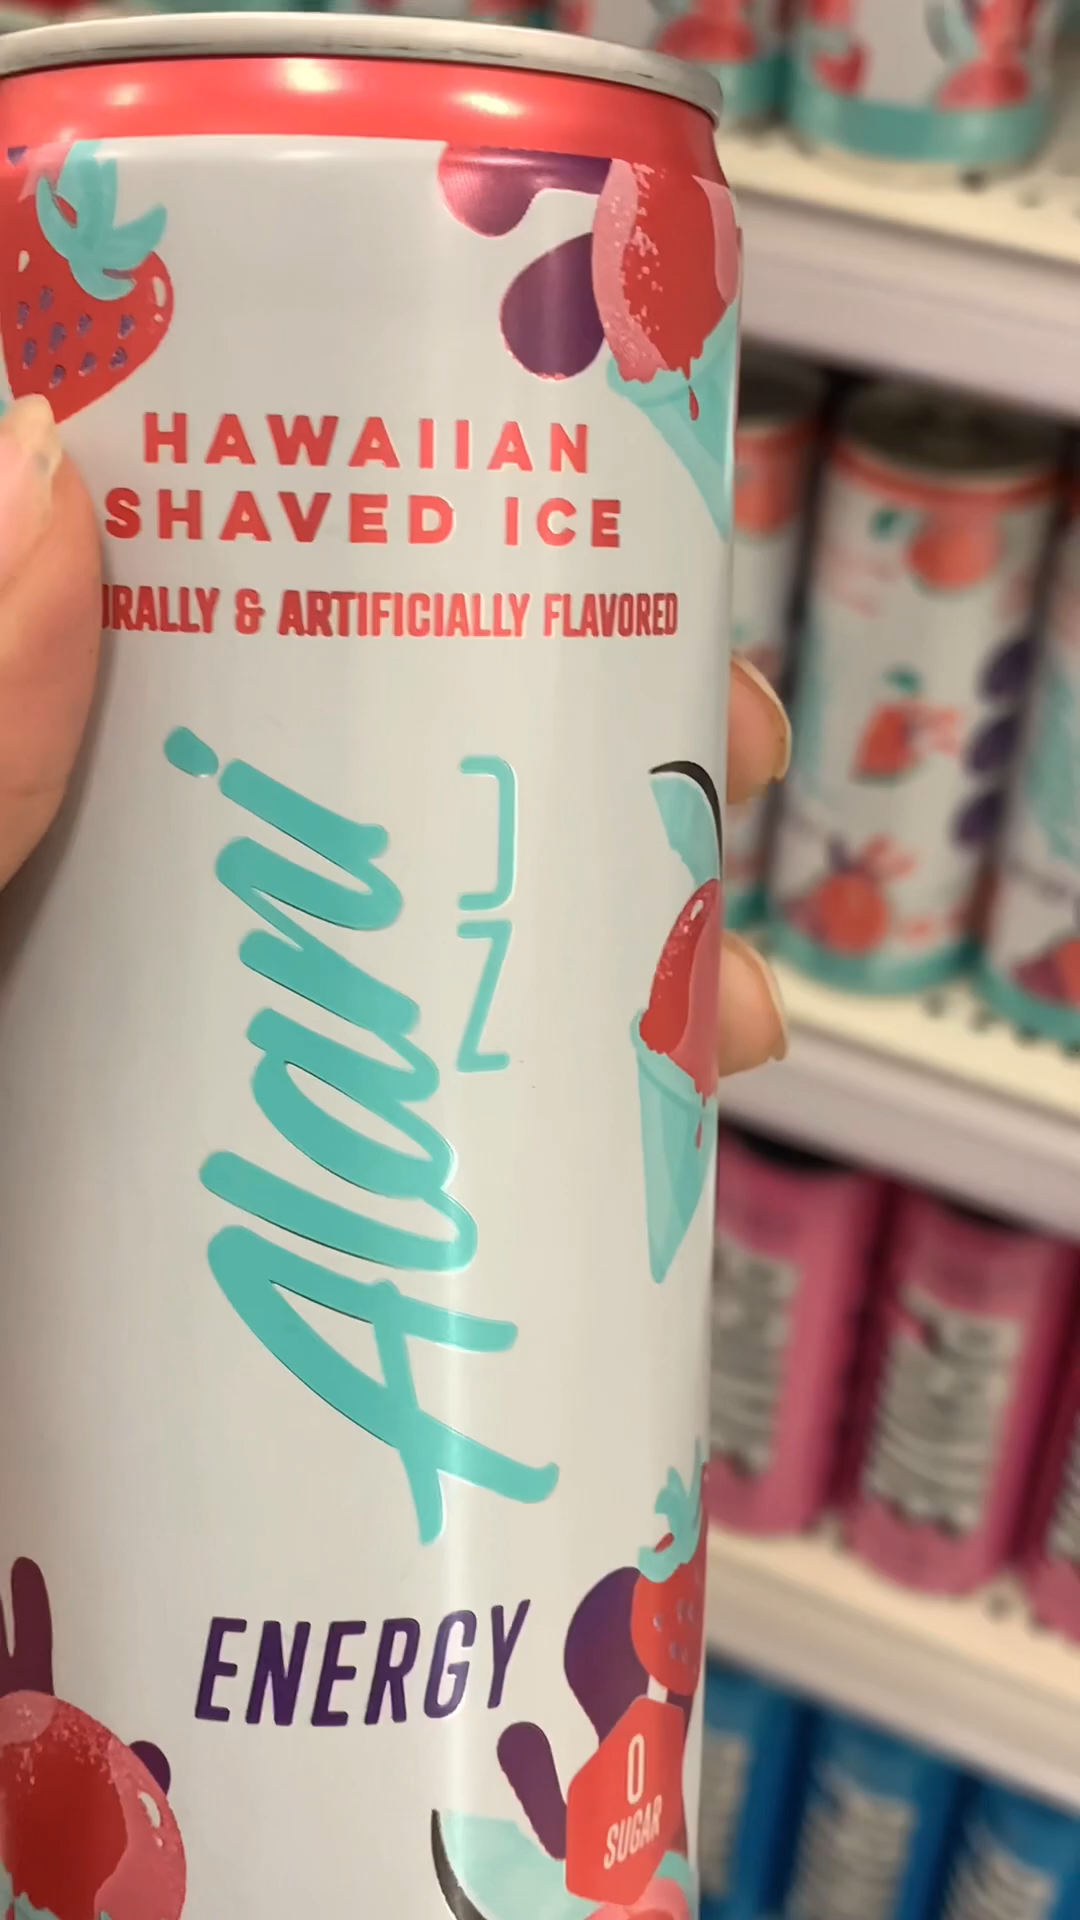 HAWAIIAN
SHAVED ICE
URALLY & ARTIFICIALLY FLAVORED
Alani
NU
ENERGY
0
SUGAR